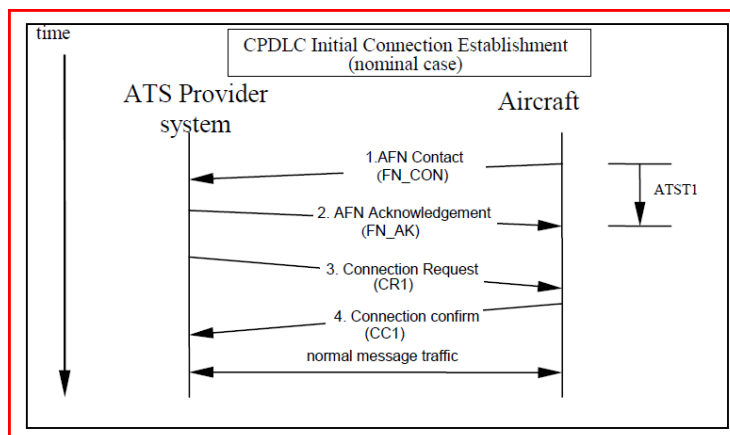 time
CPDLC Initial Connection Establishment
(nominal case)
ATS Provider
system
Aircraft
1.AFN Contact
(FN_CON)
ATST1
2. AFN Acknowledgement
(FN_AK)
3. Connection Request
(CR1)
4. Connection confirm
(CC1)
normal message traffic